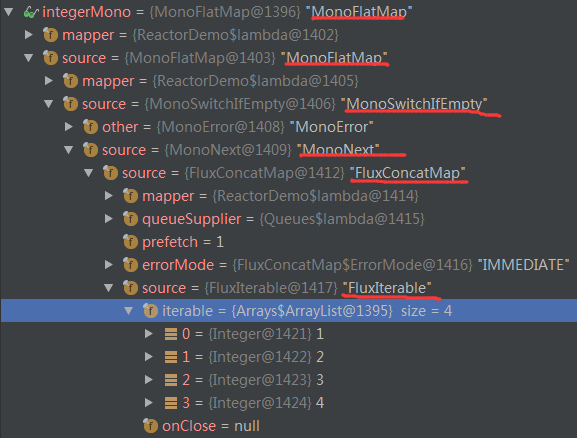 integerMono = {MonoFlatMap@1396} "MonoFlatMap"
mapper = {ReactorDemo$lambda@1402}
source = {MonoFlatMap@1403} "MonoFlatMap"
mapper = {ReactorDemo$lambda@1405}
source = {MonoSwitchIfEmpty@1406} "MonoSwitchIfEmpty"
other = {MonoError@1408} "MonoError"
source = {MonoNext@1409} "MonoNext"
source = {FluxConcatMap@1412} "FluxConcatMap"
mapper = {ReactorDemo$lambda@1414}
queueSupplier = {Queues$lambda@1415}
prefetch = 1
errorMode = {FluxConcatMap$ErrorMode@1416} "IMMEDIATE"
source = {FluxIterable@1417} "FluxIterable"
iterable = {Arrays$ArrayList@1395} size = 4
0 = {Integer@1421} 1
1 = {Integer@1422} 2
2 = {Integer@1423} 3
3 = {Integer@1424} 4
onClose = null